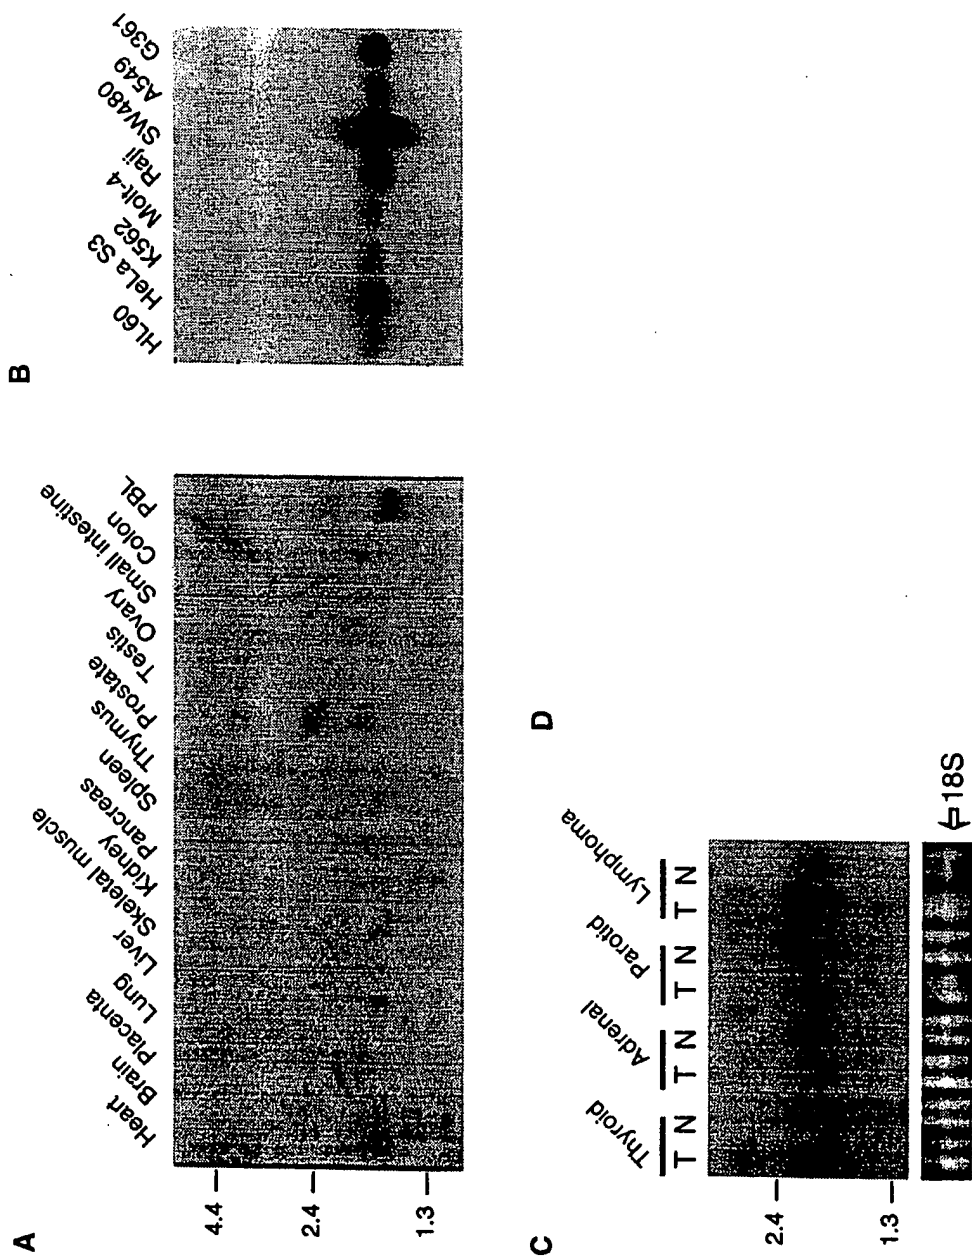 A
Heart
Brain
Placenta
Lung
Liver
Skeletal muscle
Kidney
Pancreas
Spleen
Thymus
Prostate
Testis
Ovary
Small intestine
Colon
PBL
4.4
2.4
1.3
B
HL60
HeLa S3
K562
Molt-4
Raji
SW480
A549
G361
C
Thyroid Adrenal Parotid Lymphoma
T N T N T N T N
2.4
1.3
⇦18S
D